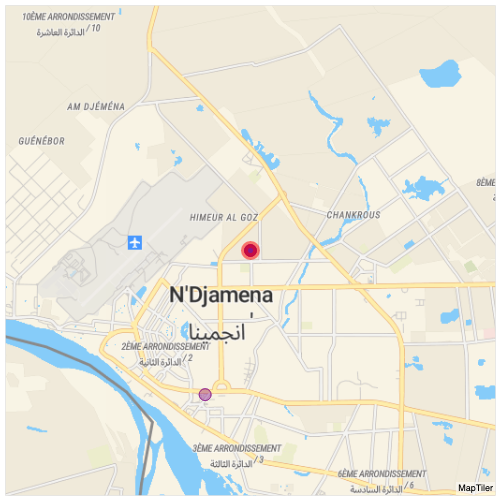 10ÈME ARRONDISSEMENT
/ الدائرة العاشرة
10
AM DJÉMÉNA
GUÉNÉBOR
8ÈME
HIMEUR AL GOZ
CHANKROUS
N'Djamena
انجمينا
2ÈME ARRONDISSEMENT
/ الدائرة الثانية
2
3ÈME ARRONDISSEMENT
/ الدائرة الثالثة
3
6ÈME ARRONDISSEMENT
/ الدائرة السادسة
6
MapTiler